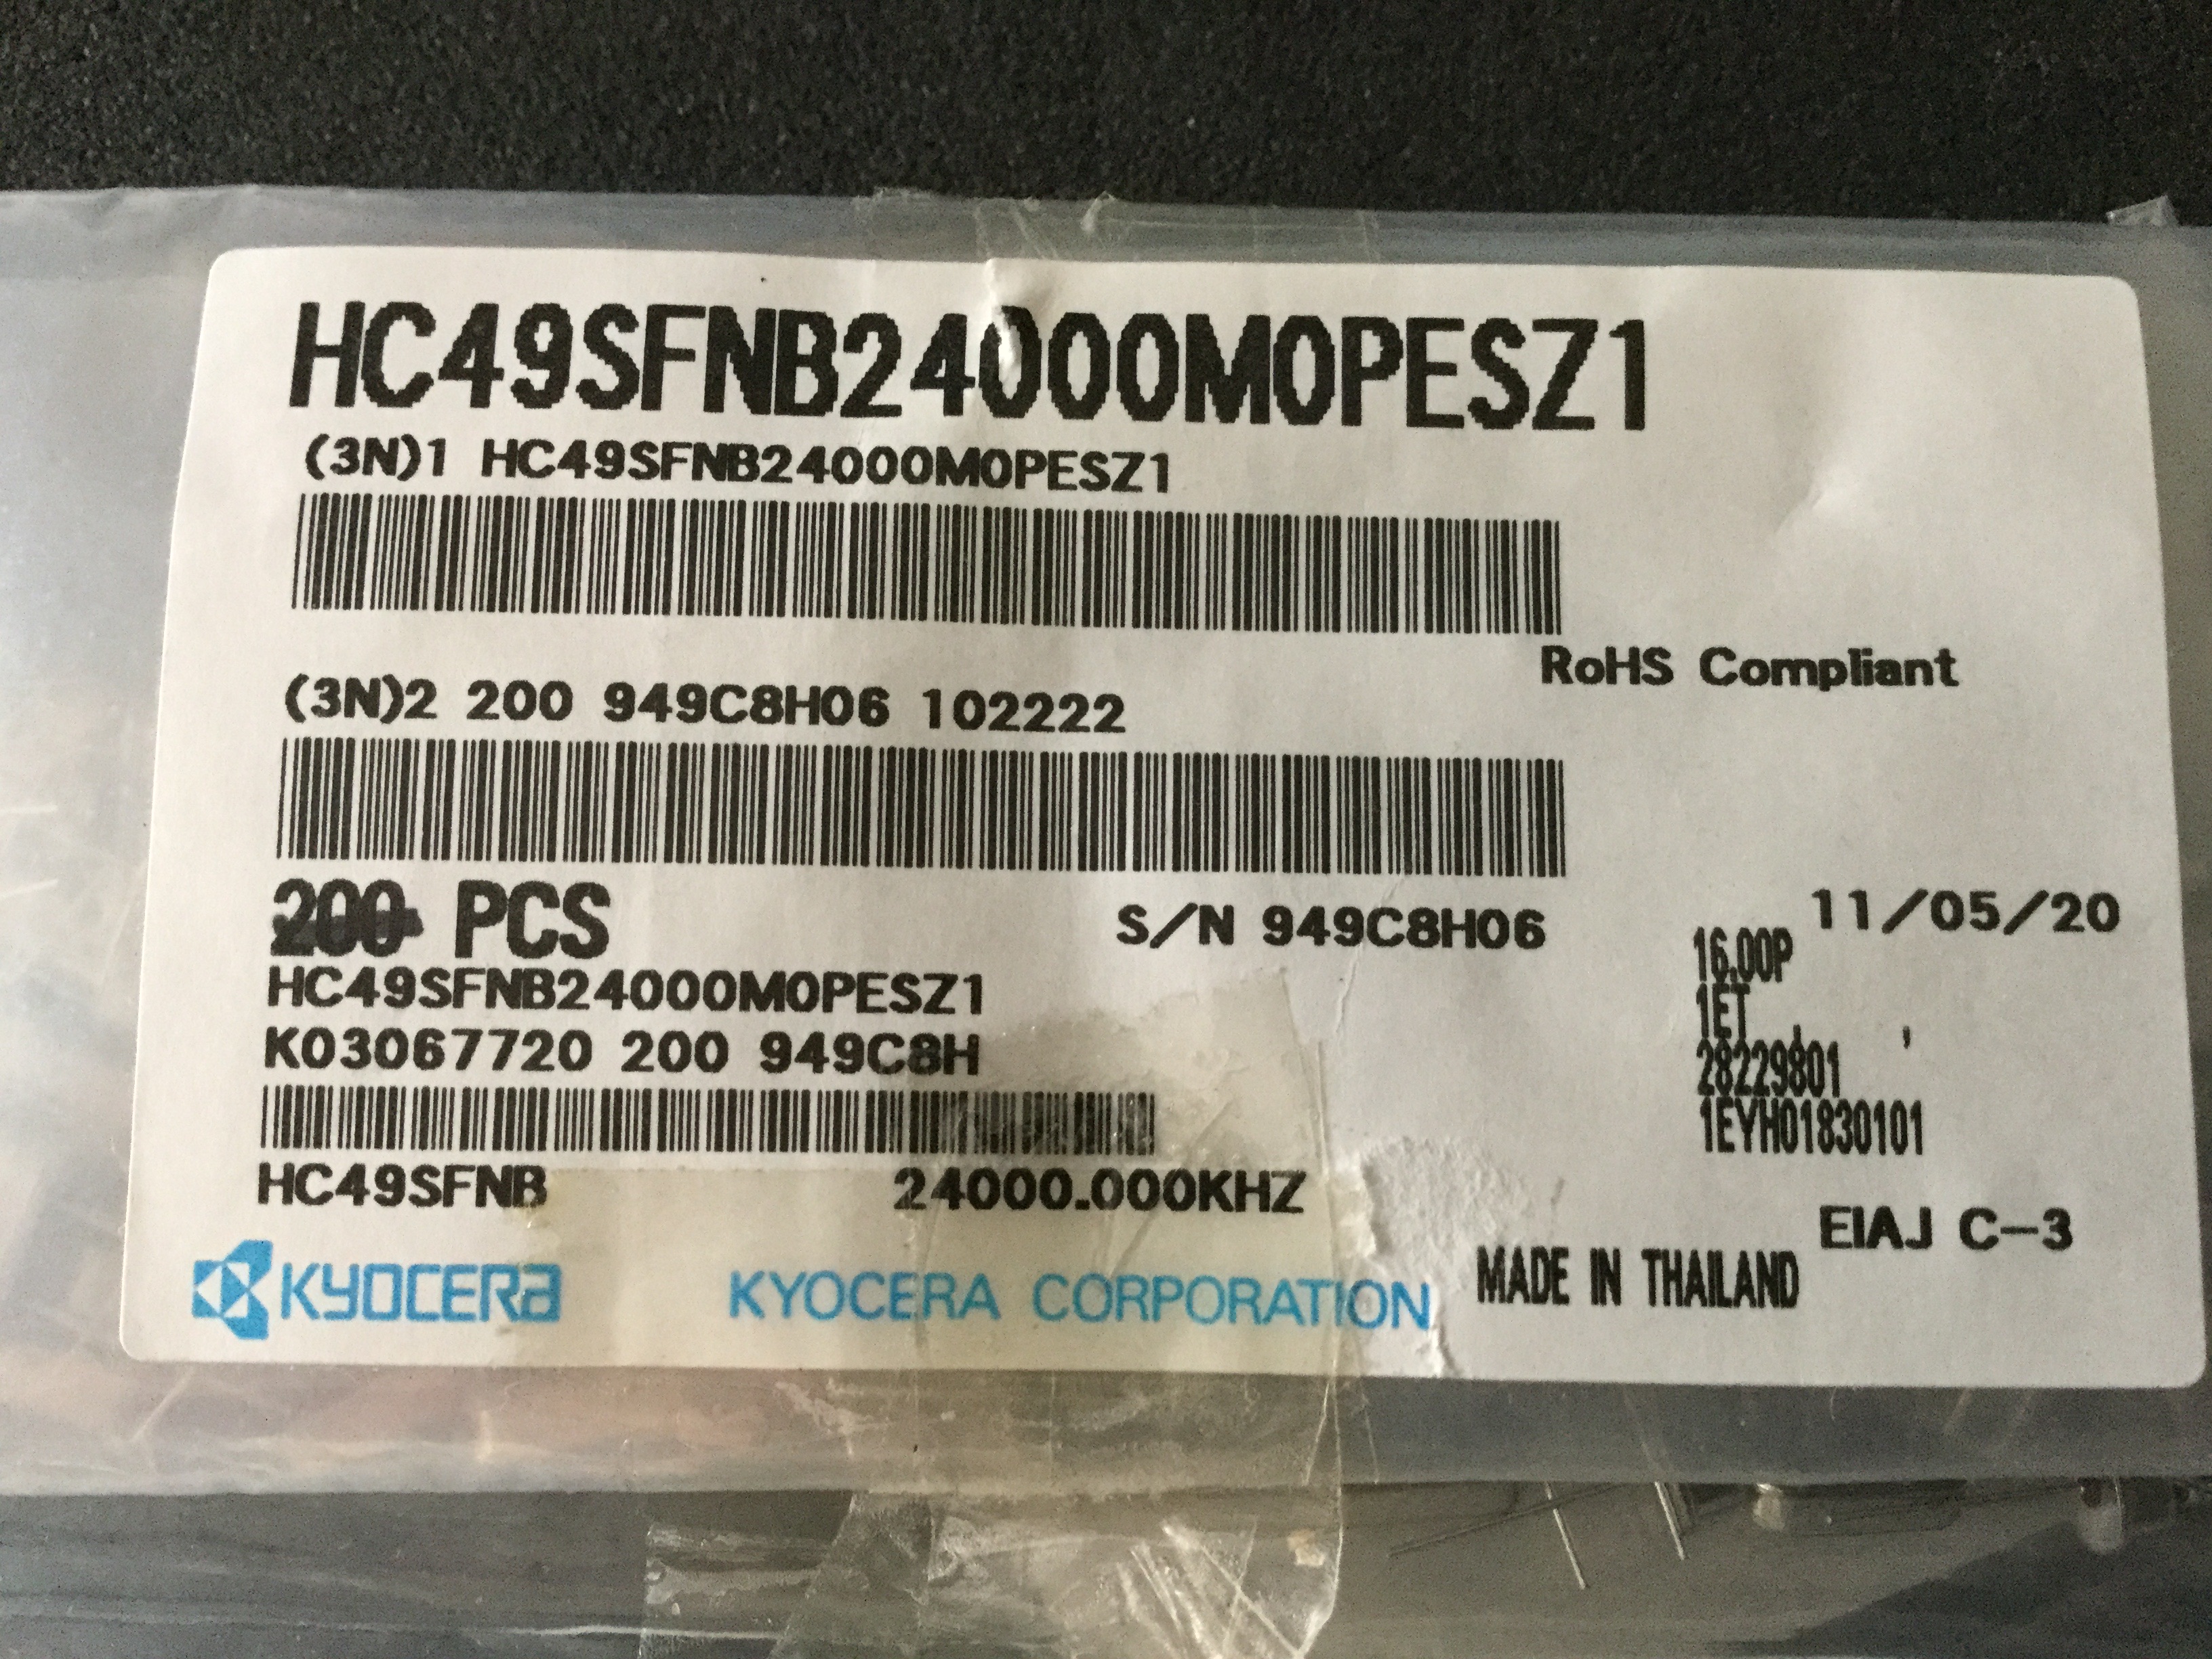 HC49SFNB24000M0PESZ1
(3N)1 HC49SFNB24000M0PESZ1
RoHS Compliant
(3N)2 200 949C8H06 102222
200 PCS
S/N 949C8H06
11/05/20
16.00P
1ET , ,
28229801
1EYH01830101
HC49SFNB24000M0PESZ1
K03067720 200 949C8H
HC49SFNB 24000.000KHZ
EIAJ C-3
KYOCERA
KYOCERA CORPORATION
MADE IN THAILAND